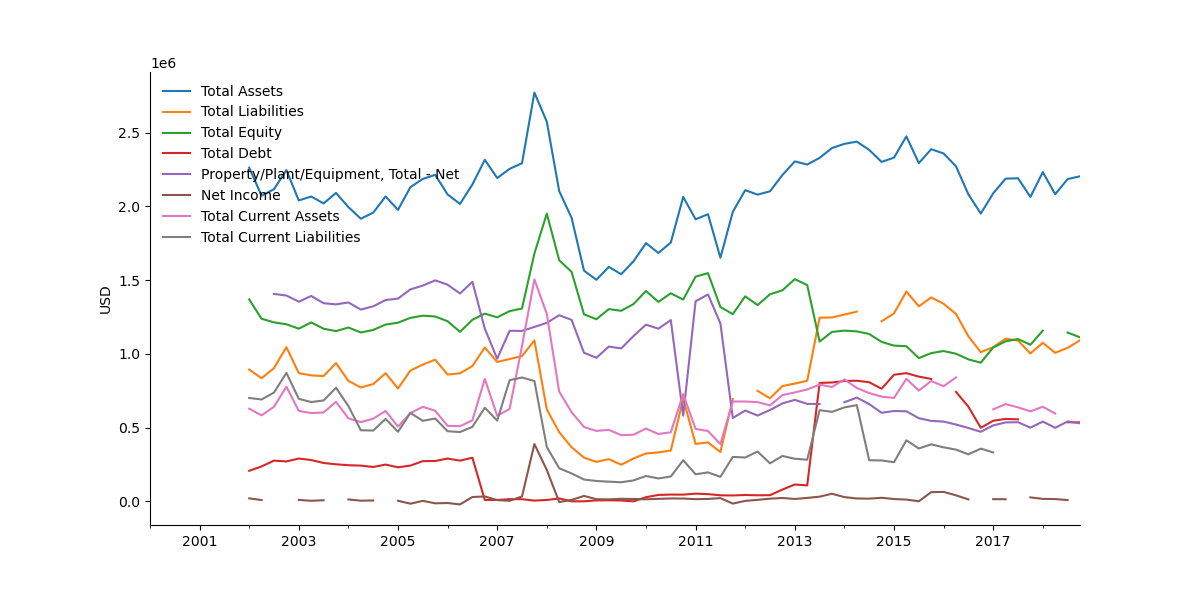 1e6
Total Assets
Total Liabilities
Total Equity
Total Debt
Property/Plant/Equipment, Total - Net
Net Income
Total Current Assets
Total Current Liabilities
USD
2.5
2.0
1.5
1.0
0.5
0.0
2001 2003 2005 2007 2009 2011 2013 2015 2017